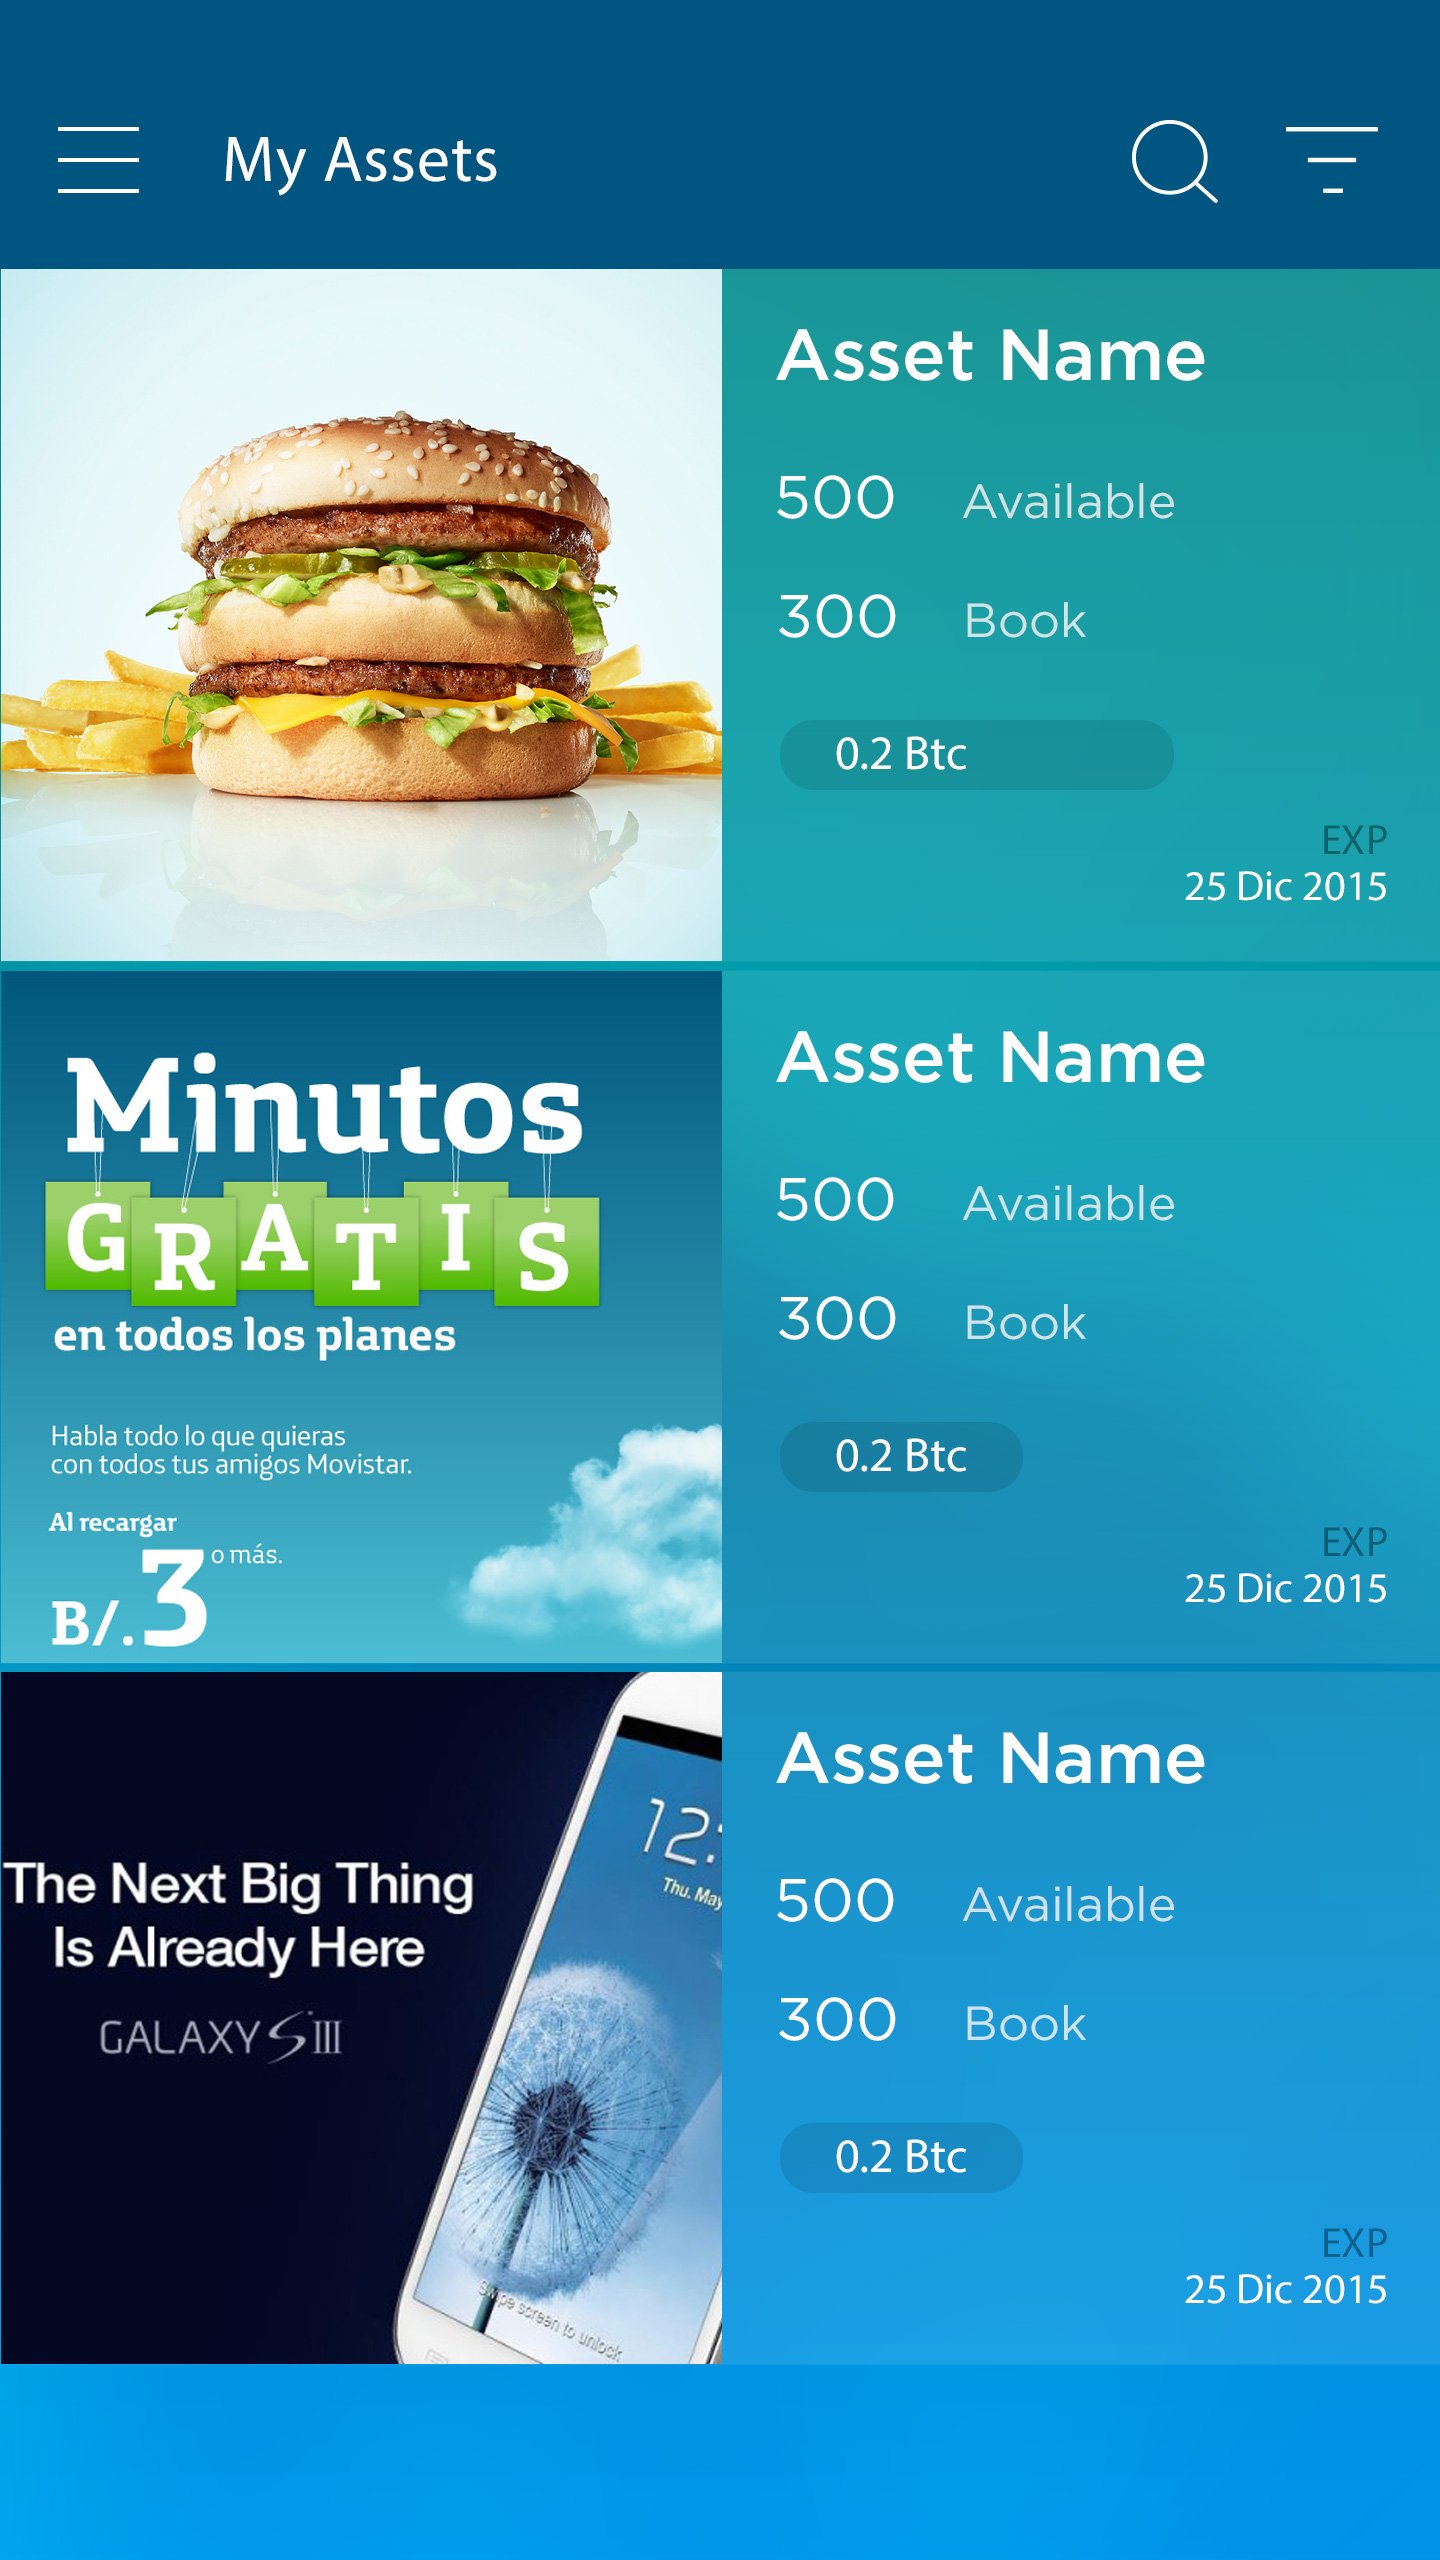 My Assets
Asset Name
500 Available
300 Book
0.2 Btc
EXP
25 Dic 2015
Minutos
GRATIS
en todos los planes
Habla todo lo que quieras
con todos tus amigos Movistar.
Al recargar
B/.3 o más.
Asset Name
500 Available
300 Book
0.2 Btc
EXP
25 Dic 2015
The Next Big Thing
Is Already Here
GALAXY SIII
12:
Thu. May
Swipe screen to unlock
Asset Name
500 Available
300 Book
0.2 Btc
EXP
25 Dic 2015